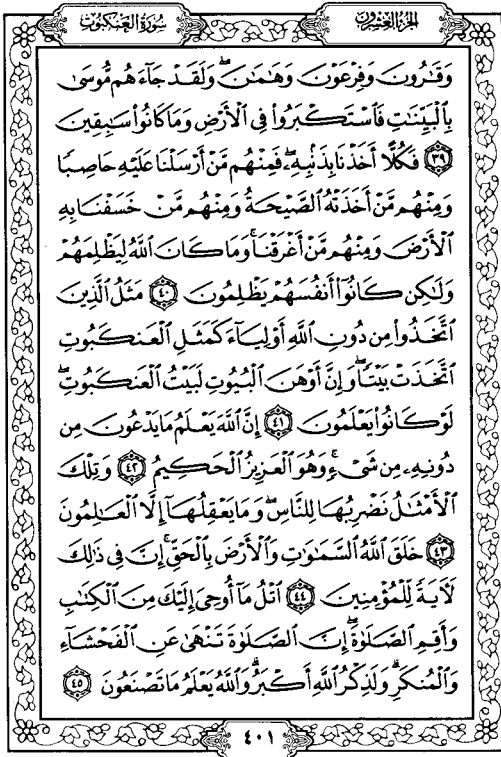 سُورَةُ الْعَنكَبُوتِ
الجُزْءُ العِشْرُونَ
وَقَٰرُونَ وَفِرْعَوْنَ وَهَٰمَٰنَ ۖ وَلَقَدْ جَآءَهُم مُّوسَىٰ
بِٱلْبَيِّنَٰتِ فَٱسْتَكْبَرُوا۟ فِى ٱلْأَرْضِ وَمَا كَانُوا۟ سَٰبِقِينَ
﴿٣٩﴾ فَكُلًّا أَخَذْنَا بِذَنۢبِهِۦ ۖ فَمِنْهُم مَّنْ أَرْسَلْنَا عَلَيْهِ حَاصِبًا
وَمِنْهُم مَّنْ أَخَذَتْهُ ٱلصَّيْحَةُ وَمِنْهُم مَّنْ خَسَفْنَا بِهِ
ٱلْأَرْضَ وَمِنْهُم مَّنْ أَغْرَقْنَا ۚ وَمَا كَانَ ٱللَّهُ لِيَظْلِمَهُمْ
وَلَٰكِن كَانُوٓا۟ أَنفُسَهُمْ يَظْلِمُونَ ﴿٤٠﴾ مَثَلُ ٱلَّذِينَ
ٱتَّخَذُوا۟ مِن دُونِ ٱللَّهِ أَوْلِيَآءَ كَمَثَلِ ٱلْعَنكَبُوتِ
ٱتَّخَذَتْ بَيْتًا ۖ وَإِنَّ أَوْهَنَ ٱلْبُيُوتِ لَبَيْتُ ٱلْعَنكَبُوتِ ۖ
لَوْ كَانُوا۟ يَعْلَمُونَ ﴿٤١﴾ إِنَّ ٱللَّهَ يَعْلَمُ مَا يَدْعُونَ مِن
دُونِهِۦ مِن شَىْءٍ ۚ وَهُوَ ٱلْعَزِيزُ ٱلْحَكِيمُ ﴿٤٢﴾ وَتِلْكَ
ٱلْأَمْثَٰلُ نَضْرِبُهَا لِلنَّاسِ ۖ وَمَا يَعْقِلُهَآ إِلَّا ٱلْعَٰلِمُونَ
﴿٤٣﴾ خَلَقَ ٱللَّهُ ٱلسَّمَٰوَٰتِ وَٱلْأَرْضَ بِٱلْحَقِّ ۚ إِنَّ فِى ذَٰلِكَ
لَءَايَةً لِّلْمُؤْمِنِينَ ﴿٤٤﴾ ٱتْلُ مَآ أُوحِىَ إِلَيْكَ مِنَ ٱلْكِتَٰبِ
وَأَقِمِ ٱلصَّلَوٰةَ ۖ إِنَّ ٱلصَّلَوٰةَ تَنْهَىٰ عَنِ ٱلْفَحْشَآءِ
وَٱلْمُنكَرِ ۗ وَلَذِكْرُ ٱللَّهِ أَكْبَرُ ۗ وَٱللَّهُ يَعْلَمُ مَا تَصْنَعُونَ ﴿٤٥﴾
٤٠١